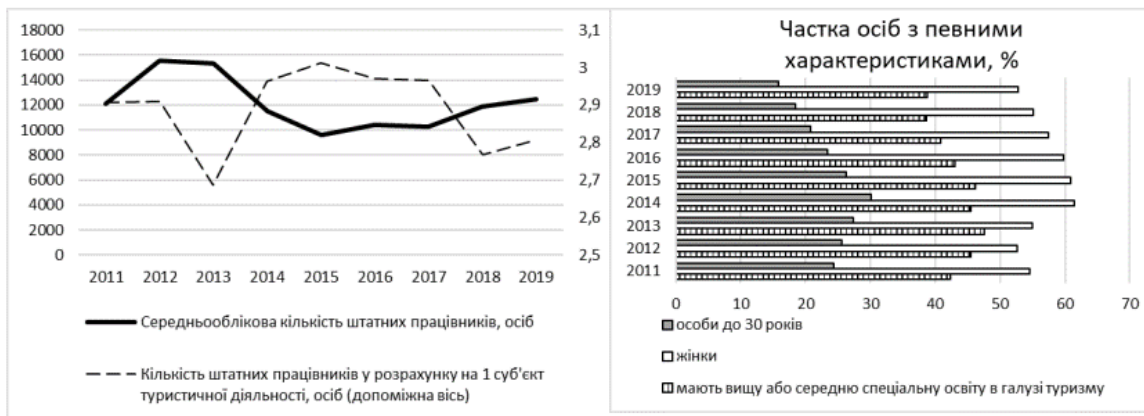 18000
16000
14000
12000
10000
8000
6000
4000
2000
0
3,1
3
2,9
2,8
2,7
2,6
2,5
2011 2012 2013 2014 2015 2016 2017 2018 2019
Середньооблікова кількість штатних працівників, осіб
Кількість штатних працівників у розрахунку на 1 суб'єкт
туристичної діяльності, осіб (допоміжна вісь)
Частка осіб з певними
характеристиками, %
2019
2018
2017
2016
2015
2014
2013
2012
2011
0 10 20 30 40 50 60 70
особи до 30 років
жінки
мають вищу або середню спеціальну освіту в галузі туризму